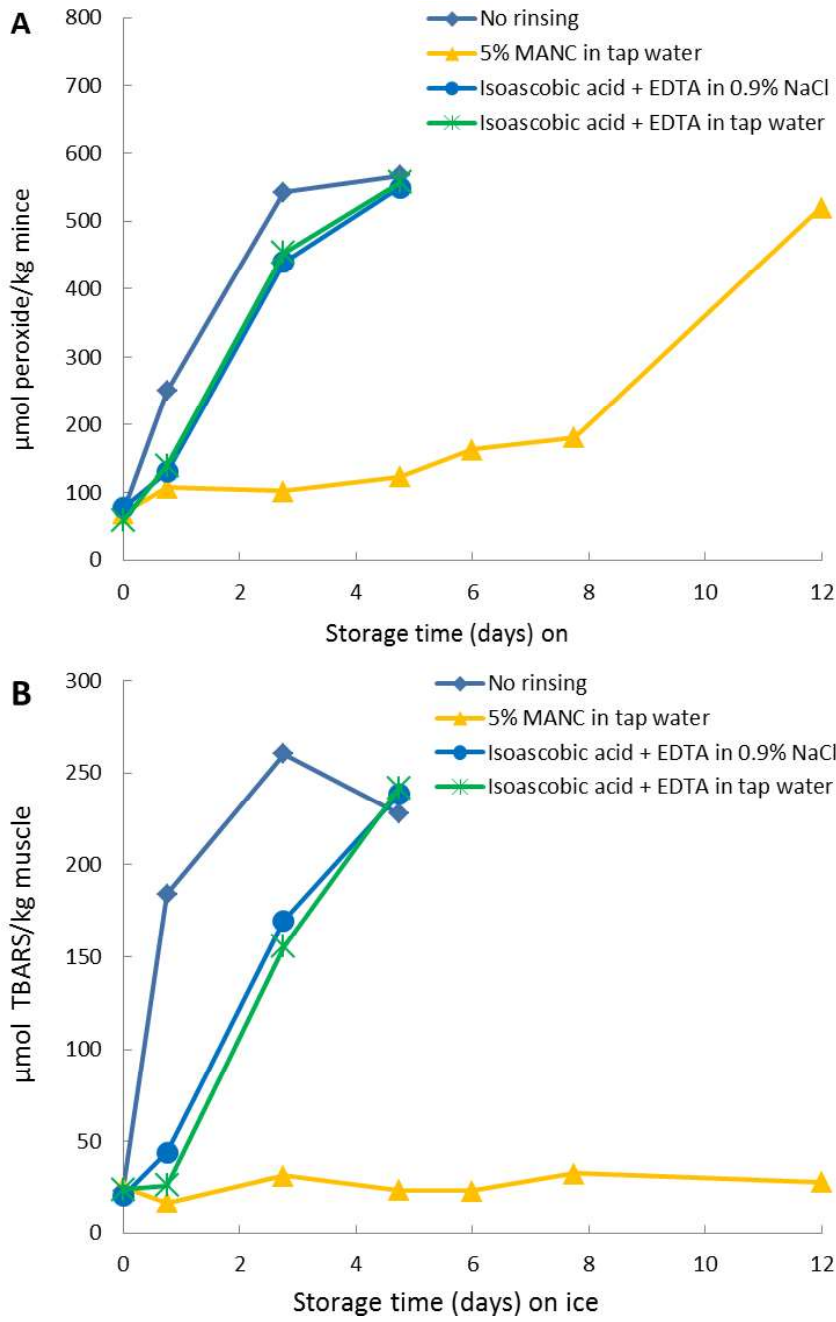 A
800
700
600
500
400
300
200
100
0
µmol peroxide/kg mince
No rinsing
5% MANC in tap water
Isoascobic acid + EDTA in 0.9% NaCl
Isoascobic acid + EDTA in tap water
0 2 4 6 8 10 12
Storage time (days) on
B
300
250
200
150
100
50
0
µmol TBARS/kg muscle
No rinsing
5% MANC in tap water
Isoascobic acid + EDTA in 0.9% NaCl
Isoascobic acid + EDTA in tap water
0 2 4 6 8 10 12
Storage time (days) on ice